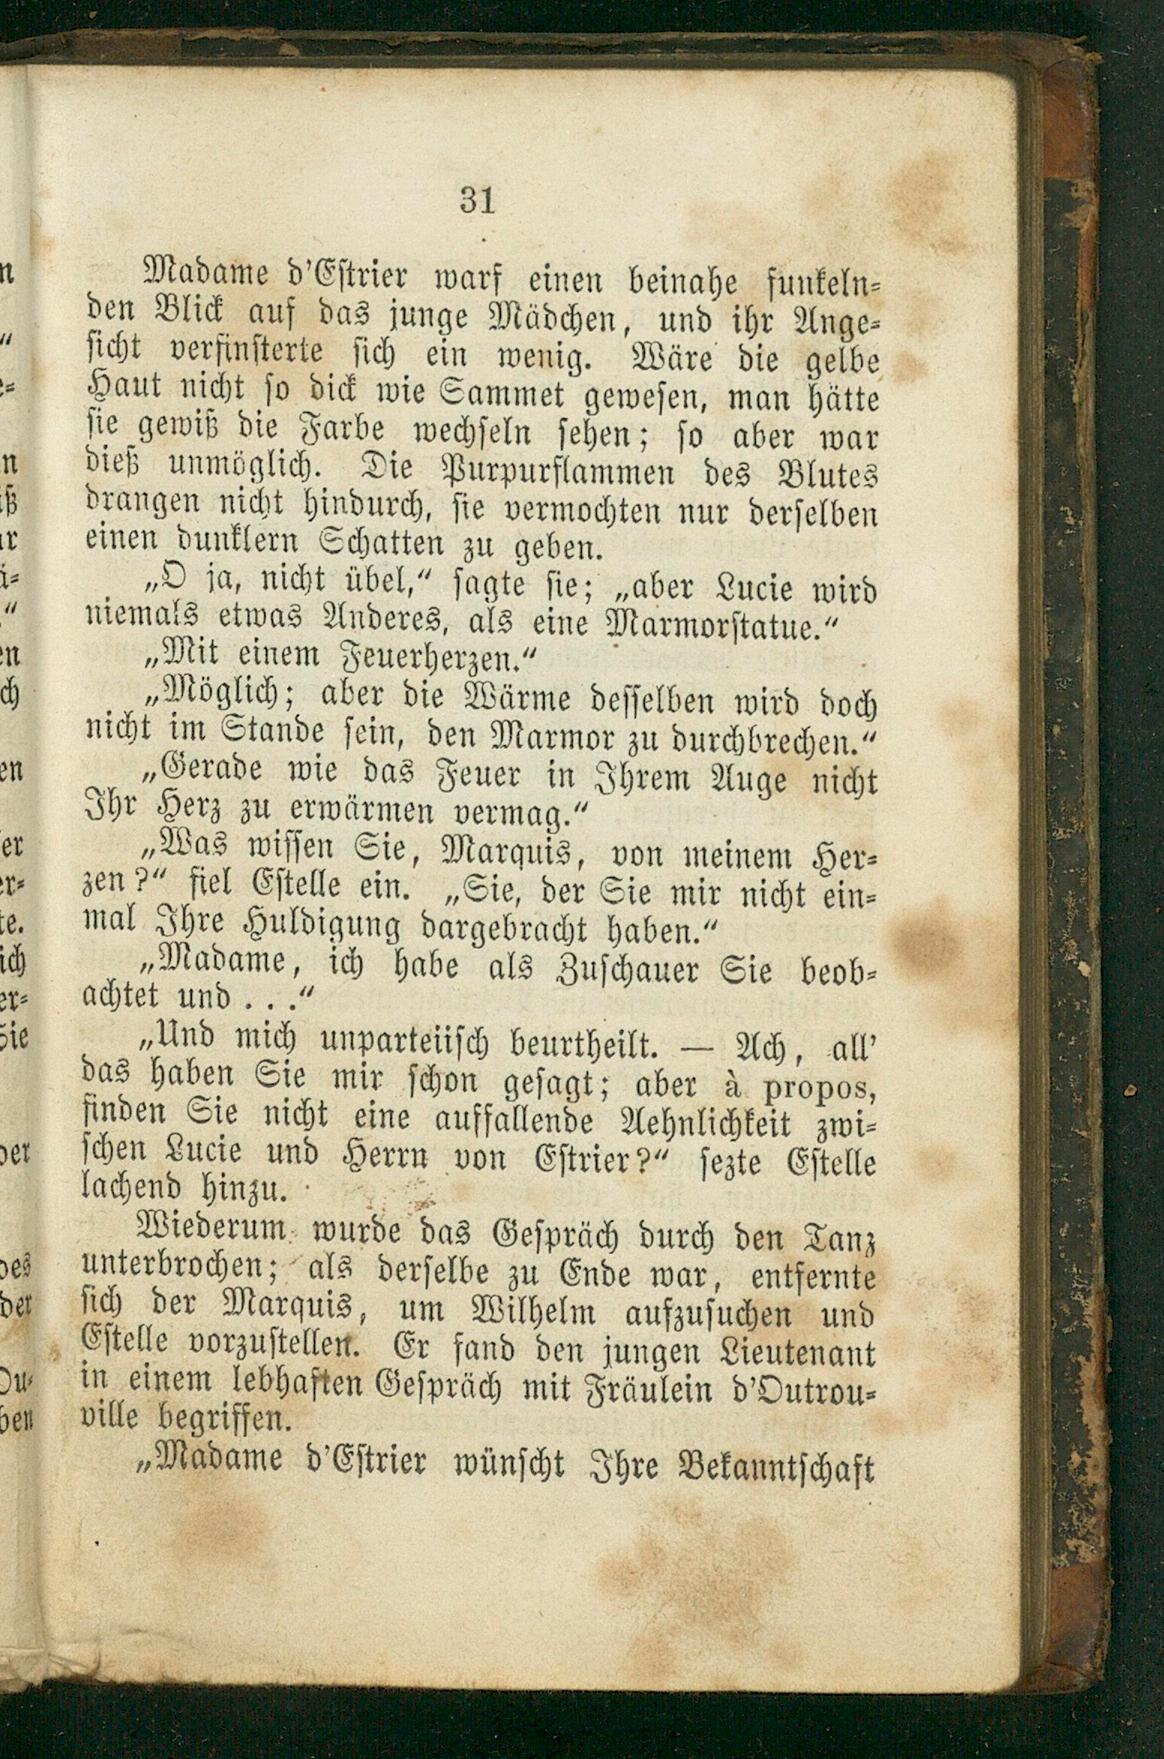 31
Madame d'Estrier warf einen beinahe funkeln-
den Blick auf das junge Mädchen, und ihr Ange-
sicht verfinsterte sich ein wenig. Wäre die gelbe
Haut nicht so dick wie Sammet gewesen, man hätte
sie gewiß die Farbe wechseln sehen; so aber war
dieß unmöglich. Die Purpurflammen des Blutes
drangen nicht hindurch, sie vermochten nur derselben
einen dunklern Schatten zu geben.
„O ja, nicht übel,“ sagte sie; „aber Lucie wird
niemals etwas Anderes, als eine Marmorstatue.“
„Mit einem Feuerherzen.“
„Möglich; aber die Wärme desselben wird doch
nicht im Stande sein, den Marmor zu durchbrechen.“
„Gerade wie das Feuer in Ihrem Auge nicht
Ihr Herz zu erwärmen vermag.“
„Was wissen Sie, Marquis, von meinem Her-
zen?“ fiel Estelle ein. „Sie, der Sie mir nicht ein-
mal Ihre Huldigung dargebracht haben.“
„Madame, ich habe als Zuschauer Sie beob-
achtet und . . .“
„Und mich unparteiisch beurtheilt. — Ach, all'
das haben Sie mir schon gesagt; aber à propos,
finden Sie nicht eine auffallende Aehnlichkeit zwi-
schen Lucie und Herrn von Estrier?“ sezte Estelle
lachend hinzu.
Wiederum wurde das Gespräch durch den Tanz
unterbrochen; als derselbe zu Ende war, entfernte
sich der Marquis, um Wilhelm aufzusuchen und
Estelle vorzustellen. Er fand den jungen Lieutenant
in einem lebhaften Gespräch mit Fräulein d'Outrou-
ville begriffen.
„Madame d'Estrier wünscht Ihre Bekanntschaft